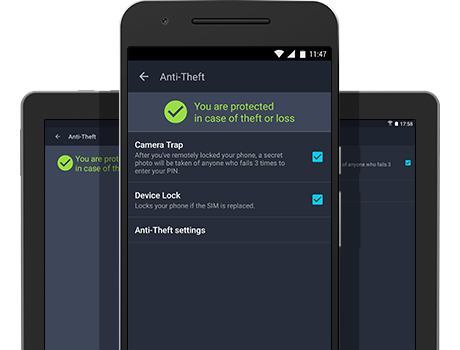 11:47
Anti-Theft
You are protected
in case of theft or loss
Camera Trap
After you've remotely locked your phone, a secret
photo will be taken of anyone who fails 3 times to
enter your PIN.
Device Lock
Locks your phone if the SIM is replaced.
Anti-Theft settings
17:58
Anti-Theft
You are prot
in case of th
of anyone who fails 3